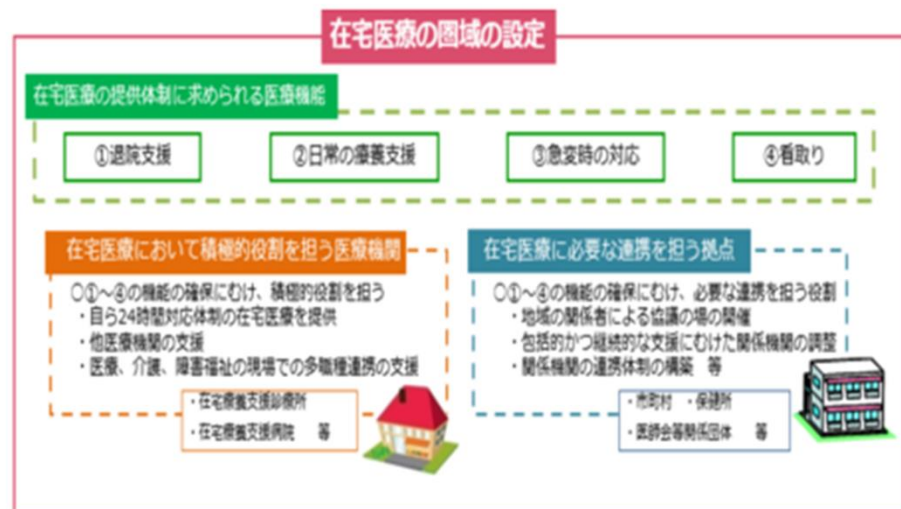 在宅医療の圏域の設定
在宅医療の提供体制に求められる医療機能
①退院支援
②日常の療養支援
③急変時の対応
④看取り
在宅医療において積極的役割を担う医療機関
○①～④の機能の確保にむけ、積極的役割を担う
・自ら24時間対応体制の在宅医療を提供
・他医療機関の支援
・医療、介護、障害福祉の現場での多職種連携の支援
・在宅療養支援診療所
・在宅療養支援病院　等
在宅医療に必要な連携を担う拠点
○①～④の機能の確保にむけ、必要な連携を担う役割
・地域の関係者による協議の場の開催
・包括的かつ継続的な支援にむけた関係機関の調整
・関係機関の連携体制の構築　等
・市町村　・保健所
・医師会等関係団体　等